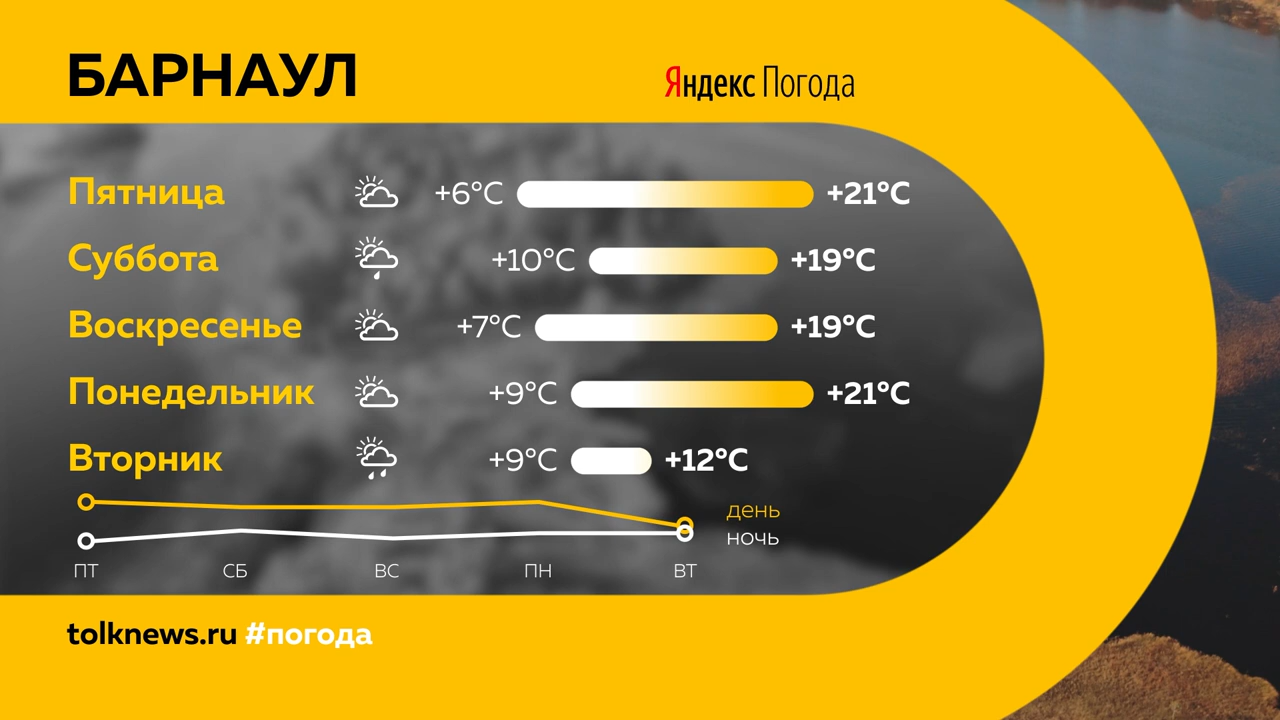 БАРНАУЛ
Яндекс Погода
Пятница +6°C +21°C
Суббота +10°C +19°C
Воскресенье +7°C +19°C
Понедельник +9°C +21°C
Вторник +9°C +12°C
день
ночь
ПТ СБ ВС ПН ВТ
tolknews.ru #погода